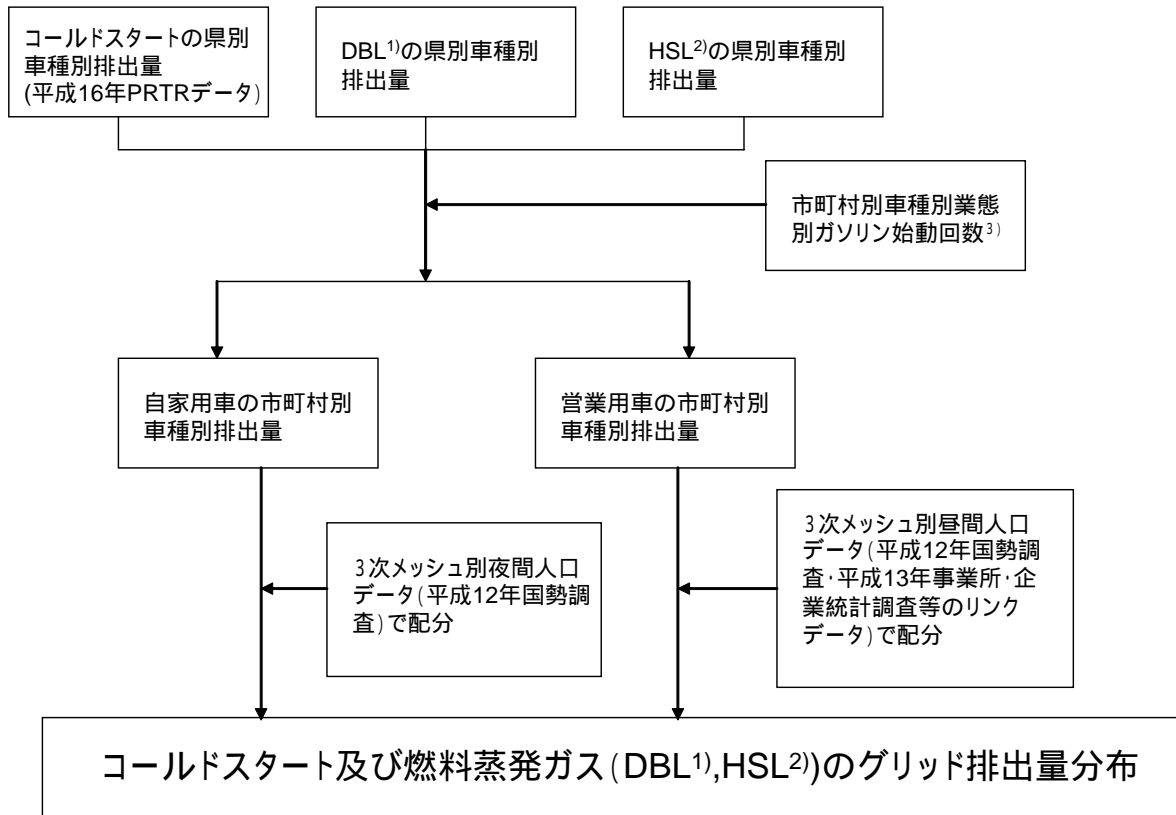 コールドスタートの県別
車種別排出量
(平成16年PRTRデータ)
DBL1)の県別車種別
排出量
HSL2)の県別車種別
排出量
市町村別車種別業態
別ガソリン始動回数3)
自家用車の市町村別
車種別排出量
営業用車の市町村別
車種別排出量
3次メッシュ別夜間人口
データ(平成12年国勢調
査)で配分
3次メッシュ別昼間人口
データ(平成12年国勢調
査・平成13年事業所・企
業統計調査等のリンク
データ)で配分
コールドスタート及び燃料蒸発ガス(DBL1),HSL2))のグリッド排出量分布